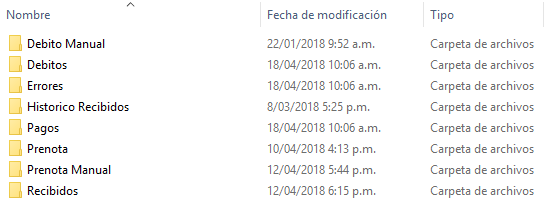 Nombre Fecha de modificación Tipo
Debito Manual 22/01/2018 9:52 a.m. Carpeta de archivos
Debitos 18/04/2018 10:06 a.m. Carpeta de archivos
Errores 18/04/2018 10:06 a.m. Carpeta de archivos
Historico Recibidos 8/03/2018 5:25 p.m. Carpeta de archivos
Pagos 18/04/2018 10:06 a.m. Carpeta de archivos
Prenota 10/04/2018 4:13 p.m. Carpeta de archivos
Prenota Manual 12/04/2018 5:44 p.m. Carpeta de archivos
Recibidos 12/04/2018 6:15 p.m. Carpeta de archivos